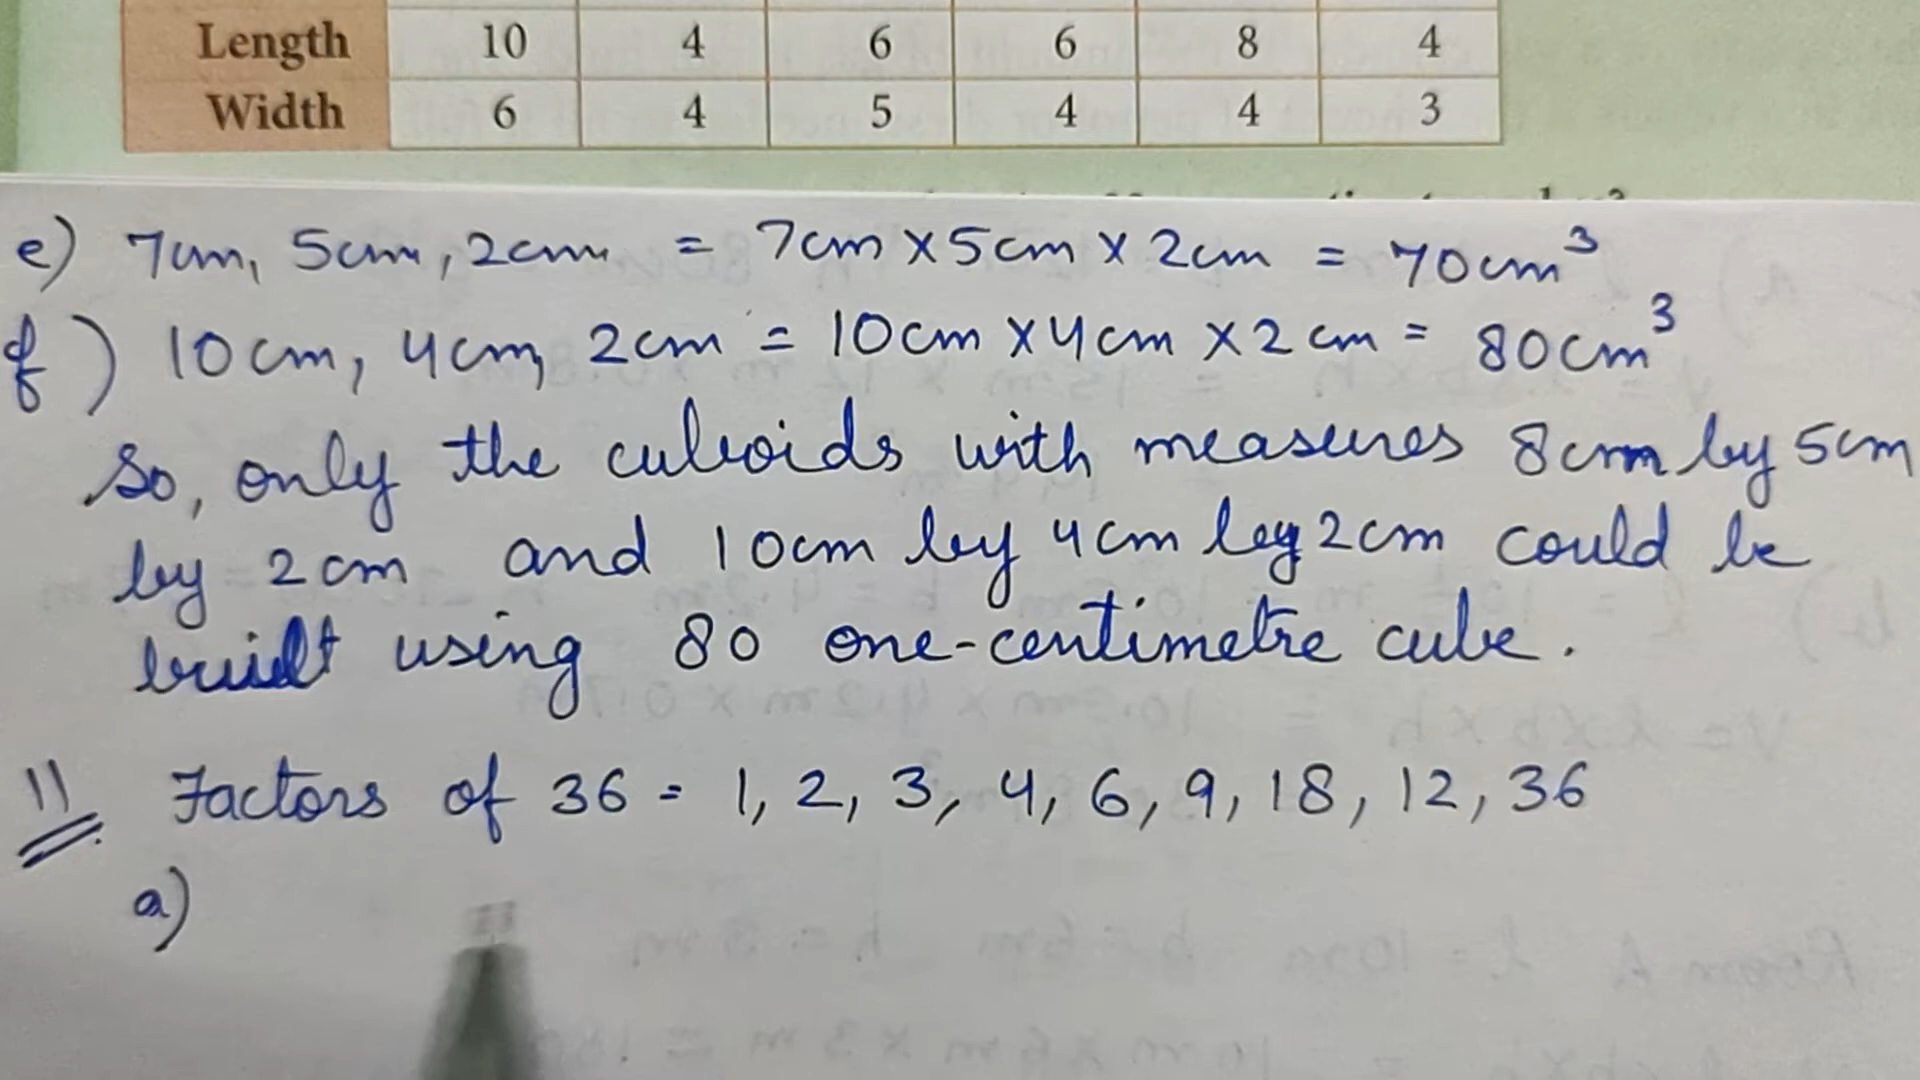 Length 10 4 6 6 8 4
Width 6 4 5 4 4 3
e) 7cm, 5cm, 2cm = 7cm x 5cm x 2cm = 70cm³
f) 10cm, 4cm, 2cm = 10cm x 4cm x 2cm = 80cm³
So, only the cuboids with measures 8cm by 5cm
by 2cm and 10cm by 4cm by 2cm could be
built using 80 one-centimetre cube.
11 Factors of 36 = 1, 2, 3, 4, 6, 9, 18, 12, 36
a)